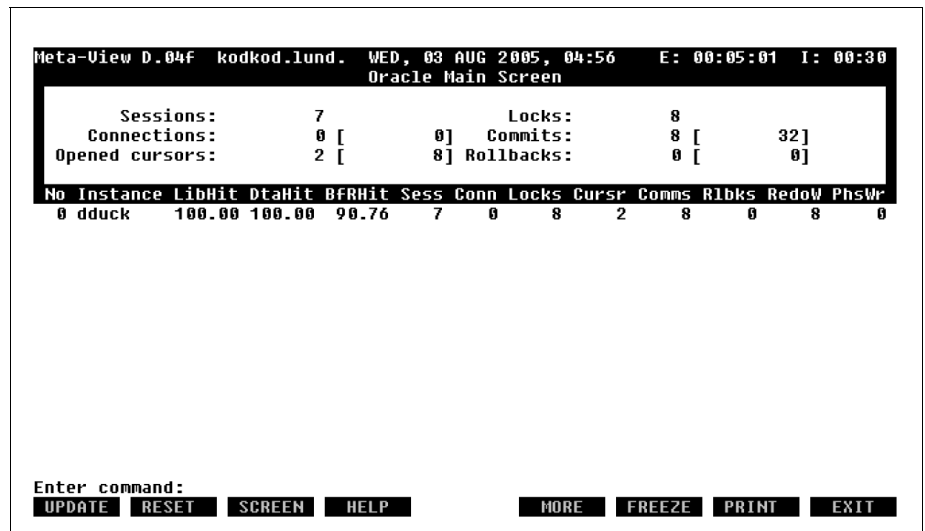 Meta-View D.04f kodkod.lund. WED, 03 AUG 2005, 04:56 E: 00:05:01 I: 00:30
Oracle Main Screen
Sessions: 7 Locks: 8
Connections: 0 [ 0] Commits: 8 [ 32]
Opened cursors: 2 [ 8] Rollbacks: 0 [ 0]
No Instance LibHit DtaHit BfRHit Sess Conn Locks Cursr Comms Rlbks RedoW PhsWr
0 dduck 100.00 100.00 90.76 7 0 8 2 8 0 8 0
Enter command:
UPDATE RESET SCREEN HELP MORE FREEZE PRINT EXIT